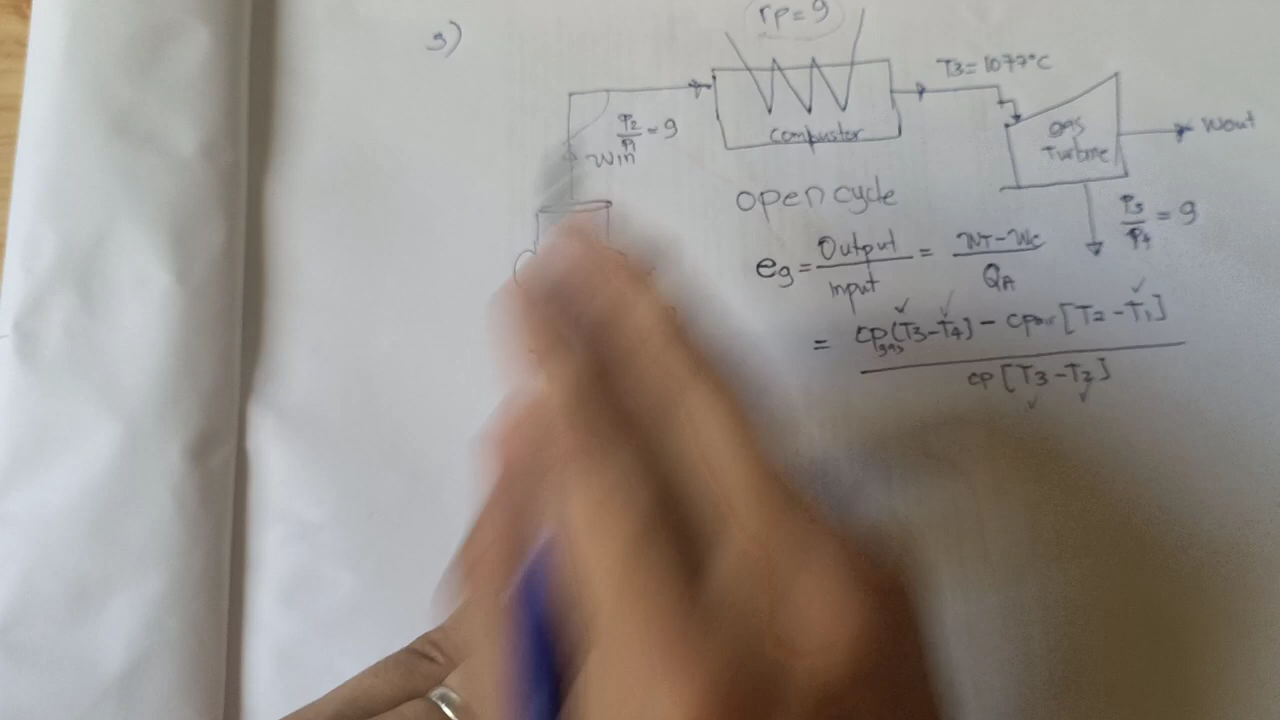 3)
rp = 9
T3 = 1077°C
P2/P1 = 9
Win
combustor
gas
Turbine
Wout
open cycle
P3/P4 = 9
eg = Output/input = WT - WC/QA
= cpgas(T3 - T4] - cpair[T2 - T1]/cp[T3 - T2]